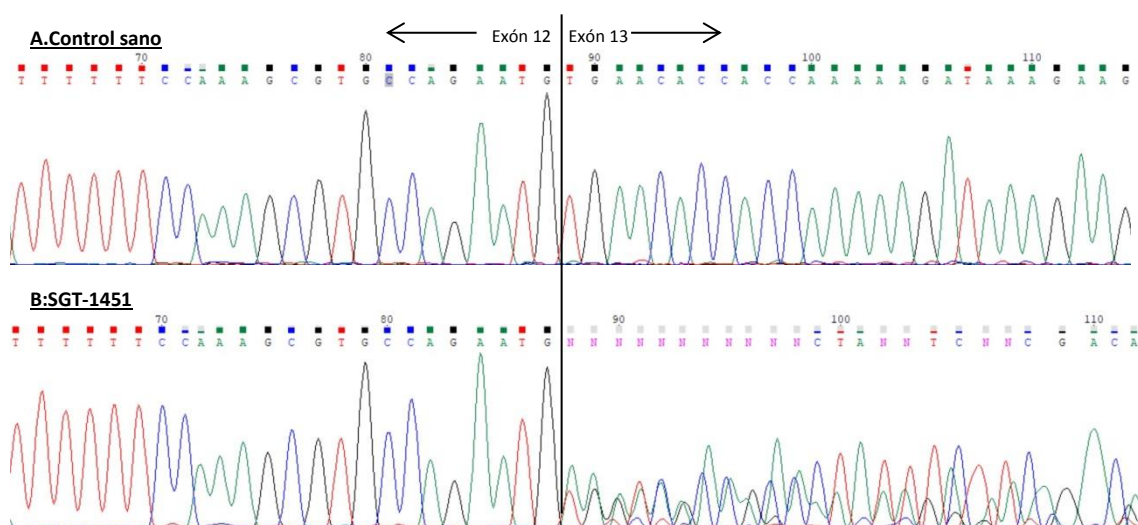 A.Control sano
Exón 12 Exón 13
70 80 90 100 110
T T T T T T C C A A A G C G T G C C A G A A T G T G A A C A C C A C C A A A A A G A T A A A G A A G
B:SGT-1451
70 80 90 100 110
T T T T T T C C A A A G C G T G C C A G A A T G N N N N N N N N N N N C T A N N T C N N C G A C A